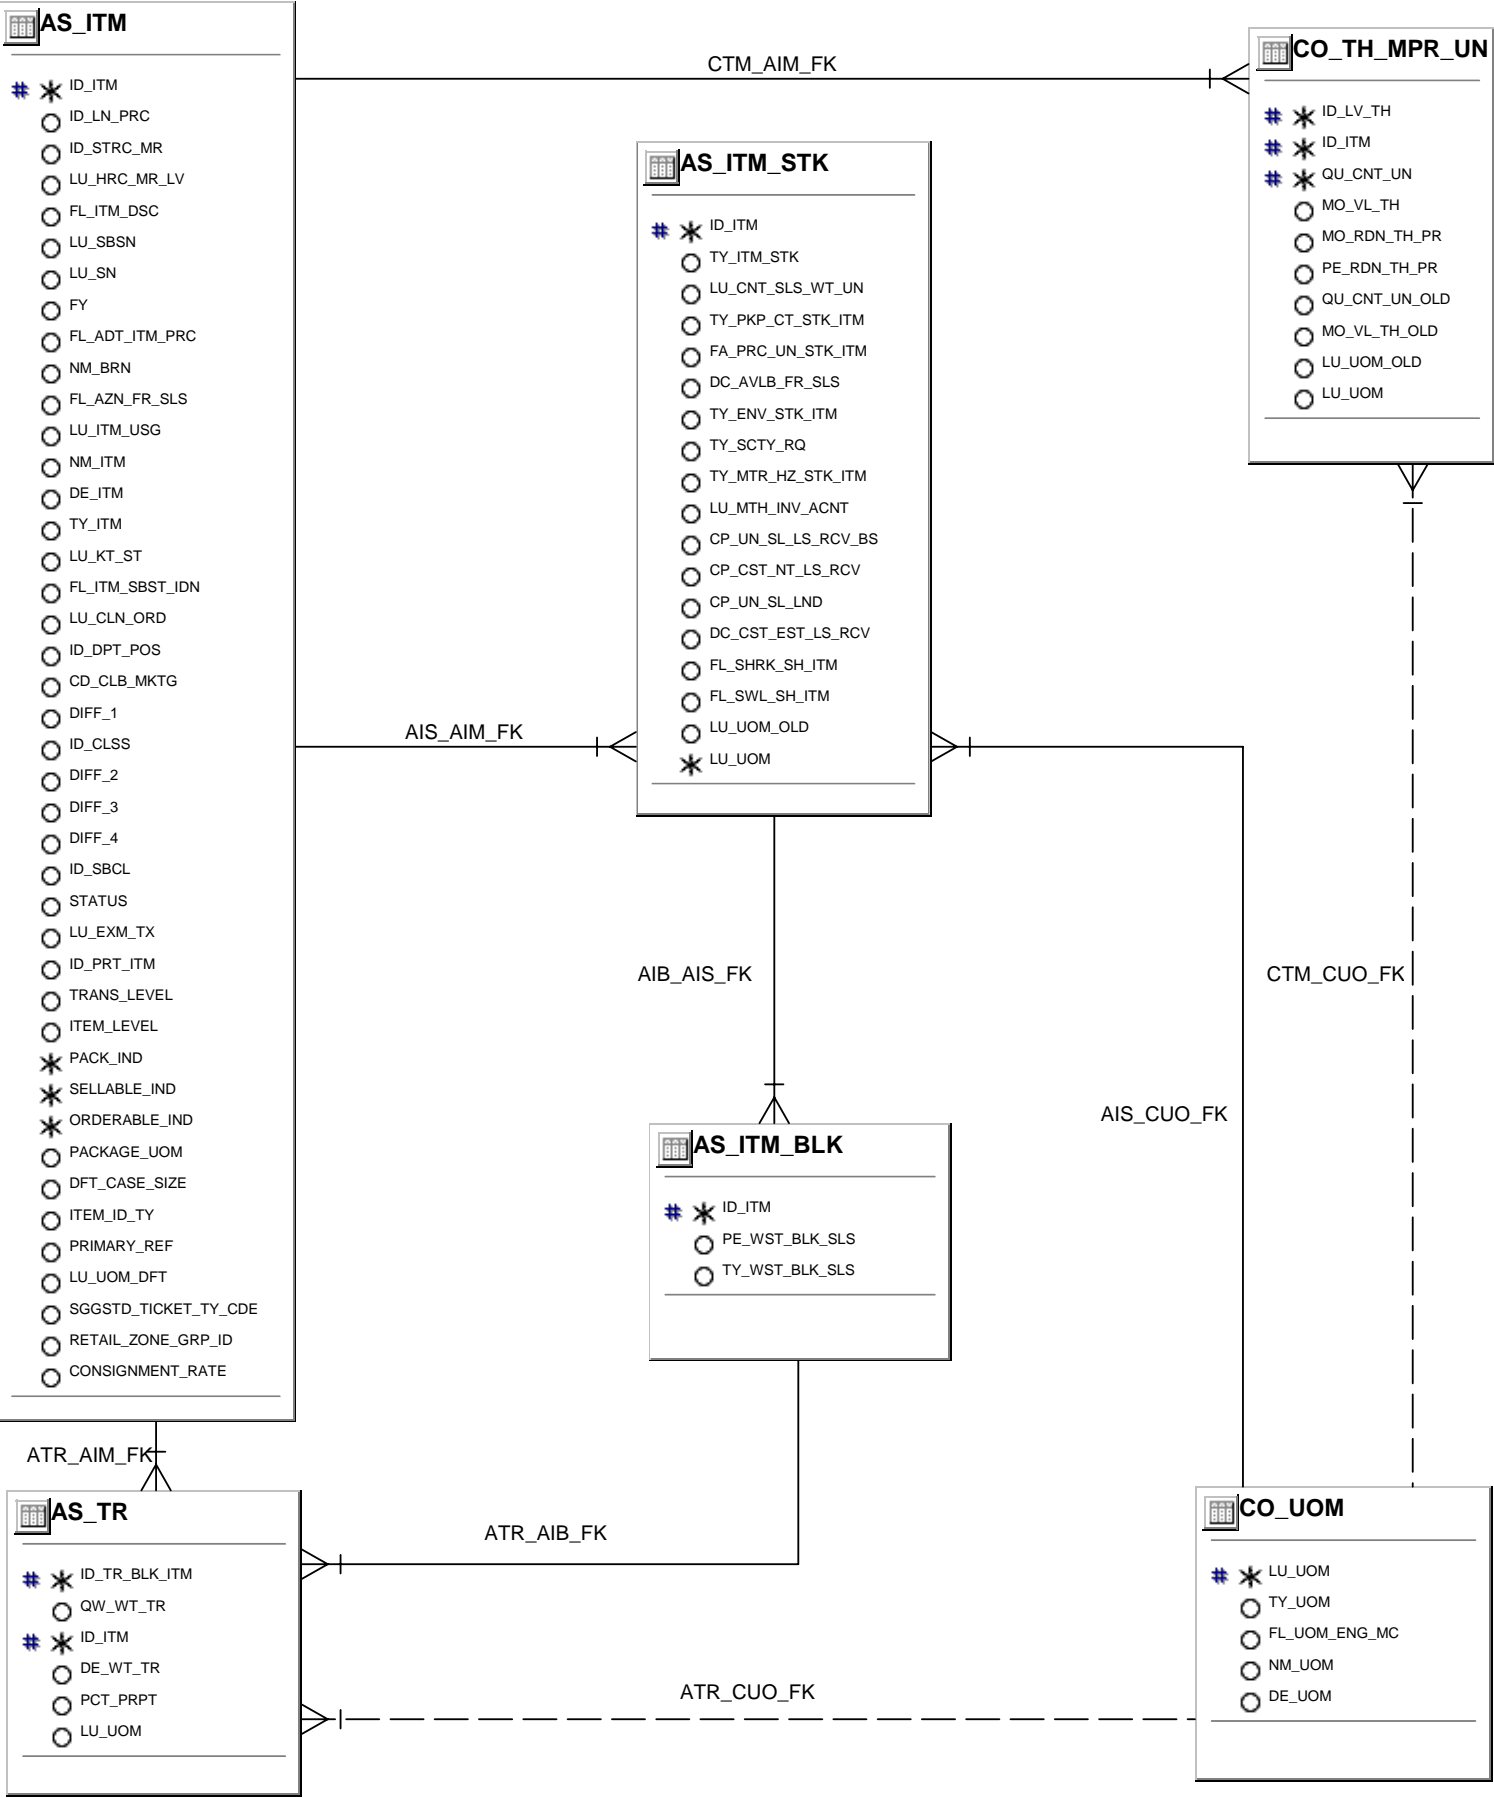 AS_ITM
# * ID_ITM
ID_LN_PRC
ID_STRC_MR
LU_HRC_MR_LV
FL_ITM_DSC
LU_SBSN
LU_SN
FY
FL_ADT_ITM_PRC
NM_BRN
FL_AZN_FR_SLS
LU_ITM_USG
NM_ITM
DE_ITM
TY_ITM
LU_KT_ST
FL_ITM_SBST_IDN
LU_CLN_ORD
ID_DPT_POS
CD_CLB_MKTG
DIFF_1
ID_CLSS
DIFF_2
DIFF_3
DIFF_4
ID_SBCL
STATUS
LU_EXM_TX
ID_PRT_ITM
TRANS_LEVEL
ITEM_LEVEL
* PACK_IND
* SELLABLE_IND
* ORDERABLE_IND
PACKAGE_UOM
DFT_CASE_SIZE
ITEM_ID_TY
PRIMARY_REF
LU_UOM_DFT
SGGSTD_TICKET_TY_CDE
RETAIL_ZONE_GRP_ID
CONSIGNMENT_RATE
CTM_AIM_FK
CO_TH_MPR_UN
# * ID_LV_TH
# * ID_ITM
# * QU_CNT_UN
MO_VL_TH
MO_RDN_TH_PR
PE_RDN_TH_PR
QU_CNT_UN_OLD
MO_VL_TH_OLD
LU_UOM_OLD
LU_UOM
AS_ITM_STK
# * ID_ITM
TY_ITM_STK
LU_CNT_SLS_WT_UN
TY_PKP_CT_STK_ITM
FA_PRC_UN_STK_ITM
DC_AVLB_FR_SLS
TY_ENV_STK_ITM
TY_SCTY_RQ
TY_MTR_HZ_STK_ITM
LU_MTH_INV_ACNT
CP_UN_SL_LS_RCV_BS
CP_CST_NT_LS_RCV
CP_UN_SL_LND
DC_CST_EST_LS_RCV
FL_SHRK_SH_ITM
FL_SWL_SH_ITM
LU_UOM_OLD
* LU_UOM
AIS_AIM_FK
AIB_AIS_FK
CTM_CUO_FK
AIS_CUO_FK
AS_ITM_BLK
# * ID_ITM
PE_WST_BLK_SLS
TY_WST_BLK_SLS
ATR_AIM_FK
AS_TR
# * ID_TR_BLK_ITM
QW_WT_TR
# * ID_ITM
DE_WT_TR
PCT_PRPT
LU_UOM
ATR_AIB_FK
ATR_CUO_FK
CO_UOM
# * LU_UOM
TY_UOM
FL_UOM_ENG_MC
NM_UOM
DE_UOM